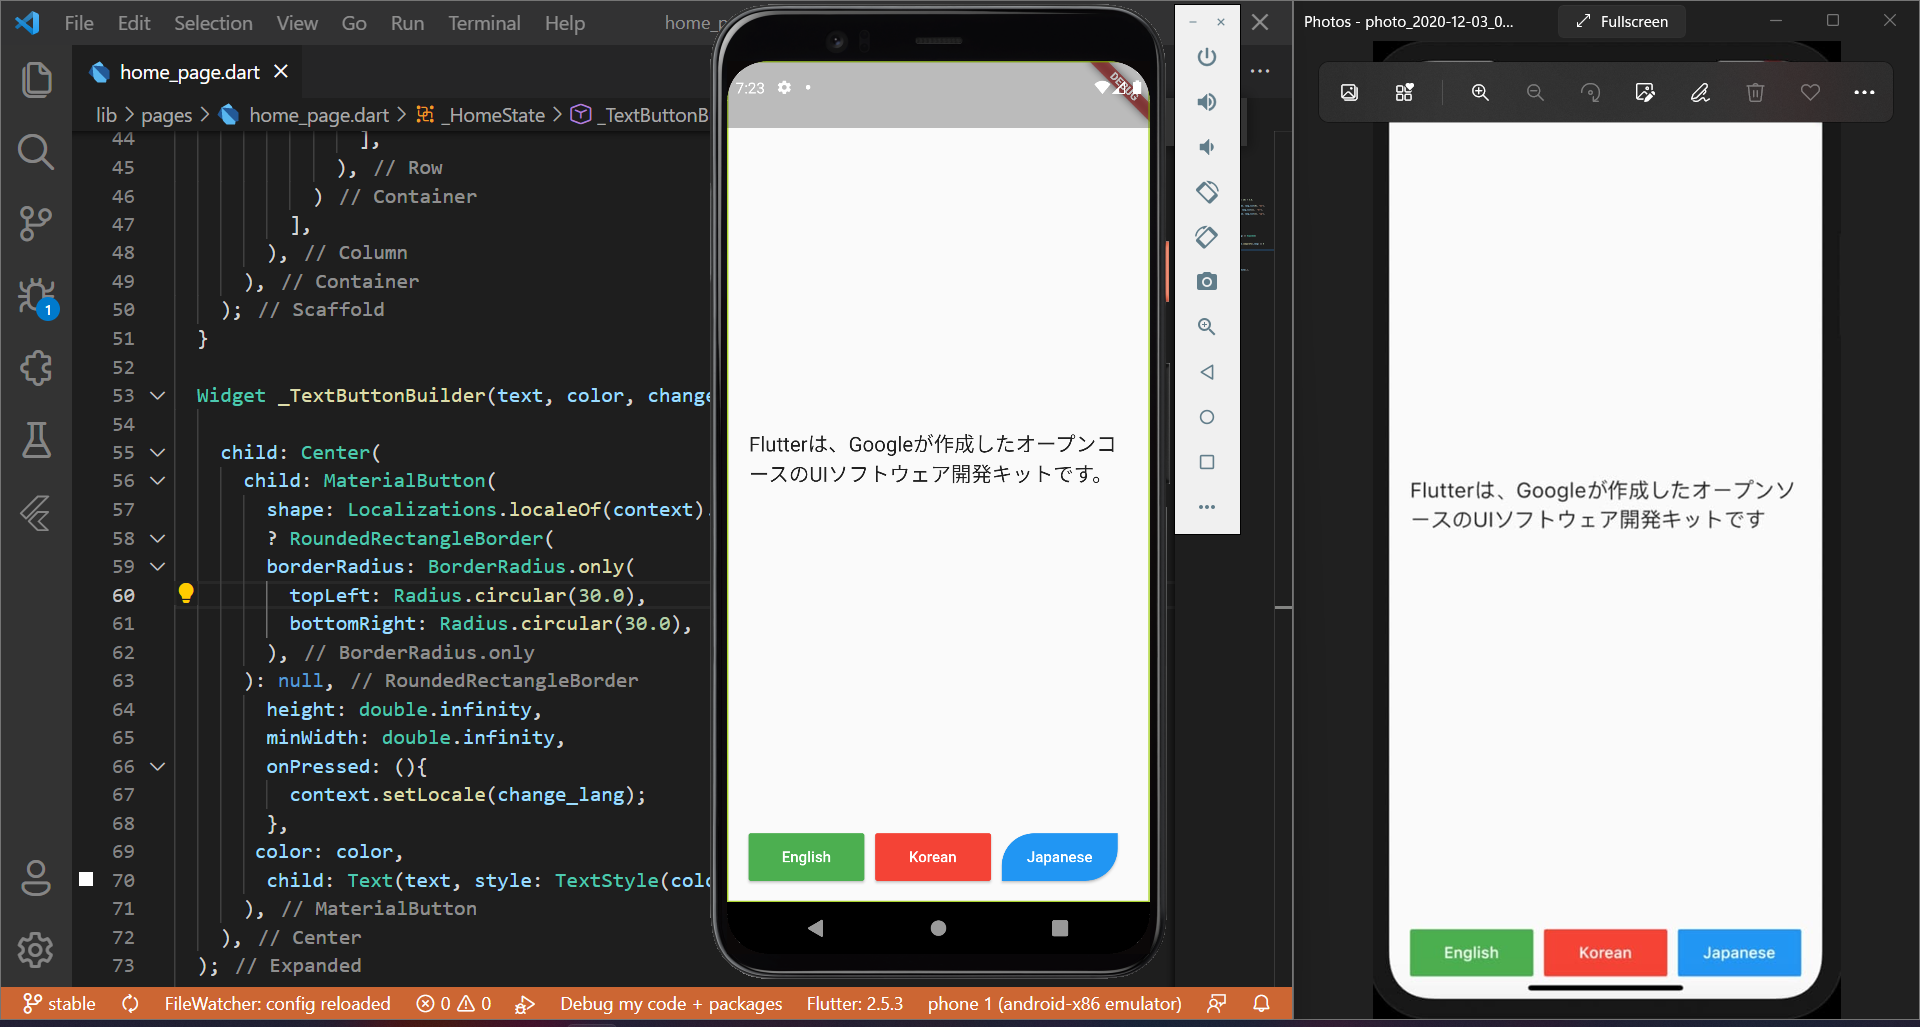 File Edit Selection View Go Run Terminal Help home_p
home_page.dart
lib > pages > home_page.dart > _HomeState > _TextButtonB
44 ],
45 ), // Row
46 ) // Container
47 ],
48 ), // Column
49 ), // Container
50 ); // Scaffold
51 }
52
53 Widget _TextButtonBuilder(text, color, change
54
55 child: Center(
56 child: MaterialButton(
57 shape: Localizations.localeOf(context).
58 ? RoundedRectangleBorder(
59 borderRadius: BorderRadius.only(
60 topLeft: Radius.circular(30.0),
61 bottomRight: Radius.circular(30.0),
62 ), // BorderRadius.only
63 ): null, // RoundedRectangleBorder
64 height: double.infinity,
65 minWidth: double.infinity,
66 onPressed: (){
67 context.setLocale(change_lang);
68 },
69 color: color,
70 child: Text(text, style: TextStyle(colo
71 ), // MaterialButton
72 ), // Center
73 ); // Expanded
1
stable FileWatcher: config reloaded 0 0 Debug my code + packages Flutter: 2.5.3 phone 1 (android-x86 emulator)
7:23
DEBUG
Flutterは、Googleが作成したオープンコ
ースのUIソフトウェア開発キットです。
English Korean Japanese
Photos - photo_2020-12-03_0... Fullscreen
Flutterは、Googleが作成したオープンソ
ースのUIソフトウェア開発キットです
English Korean Japanese